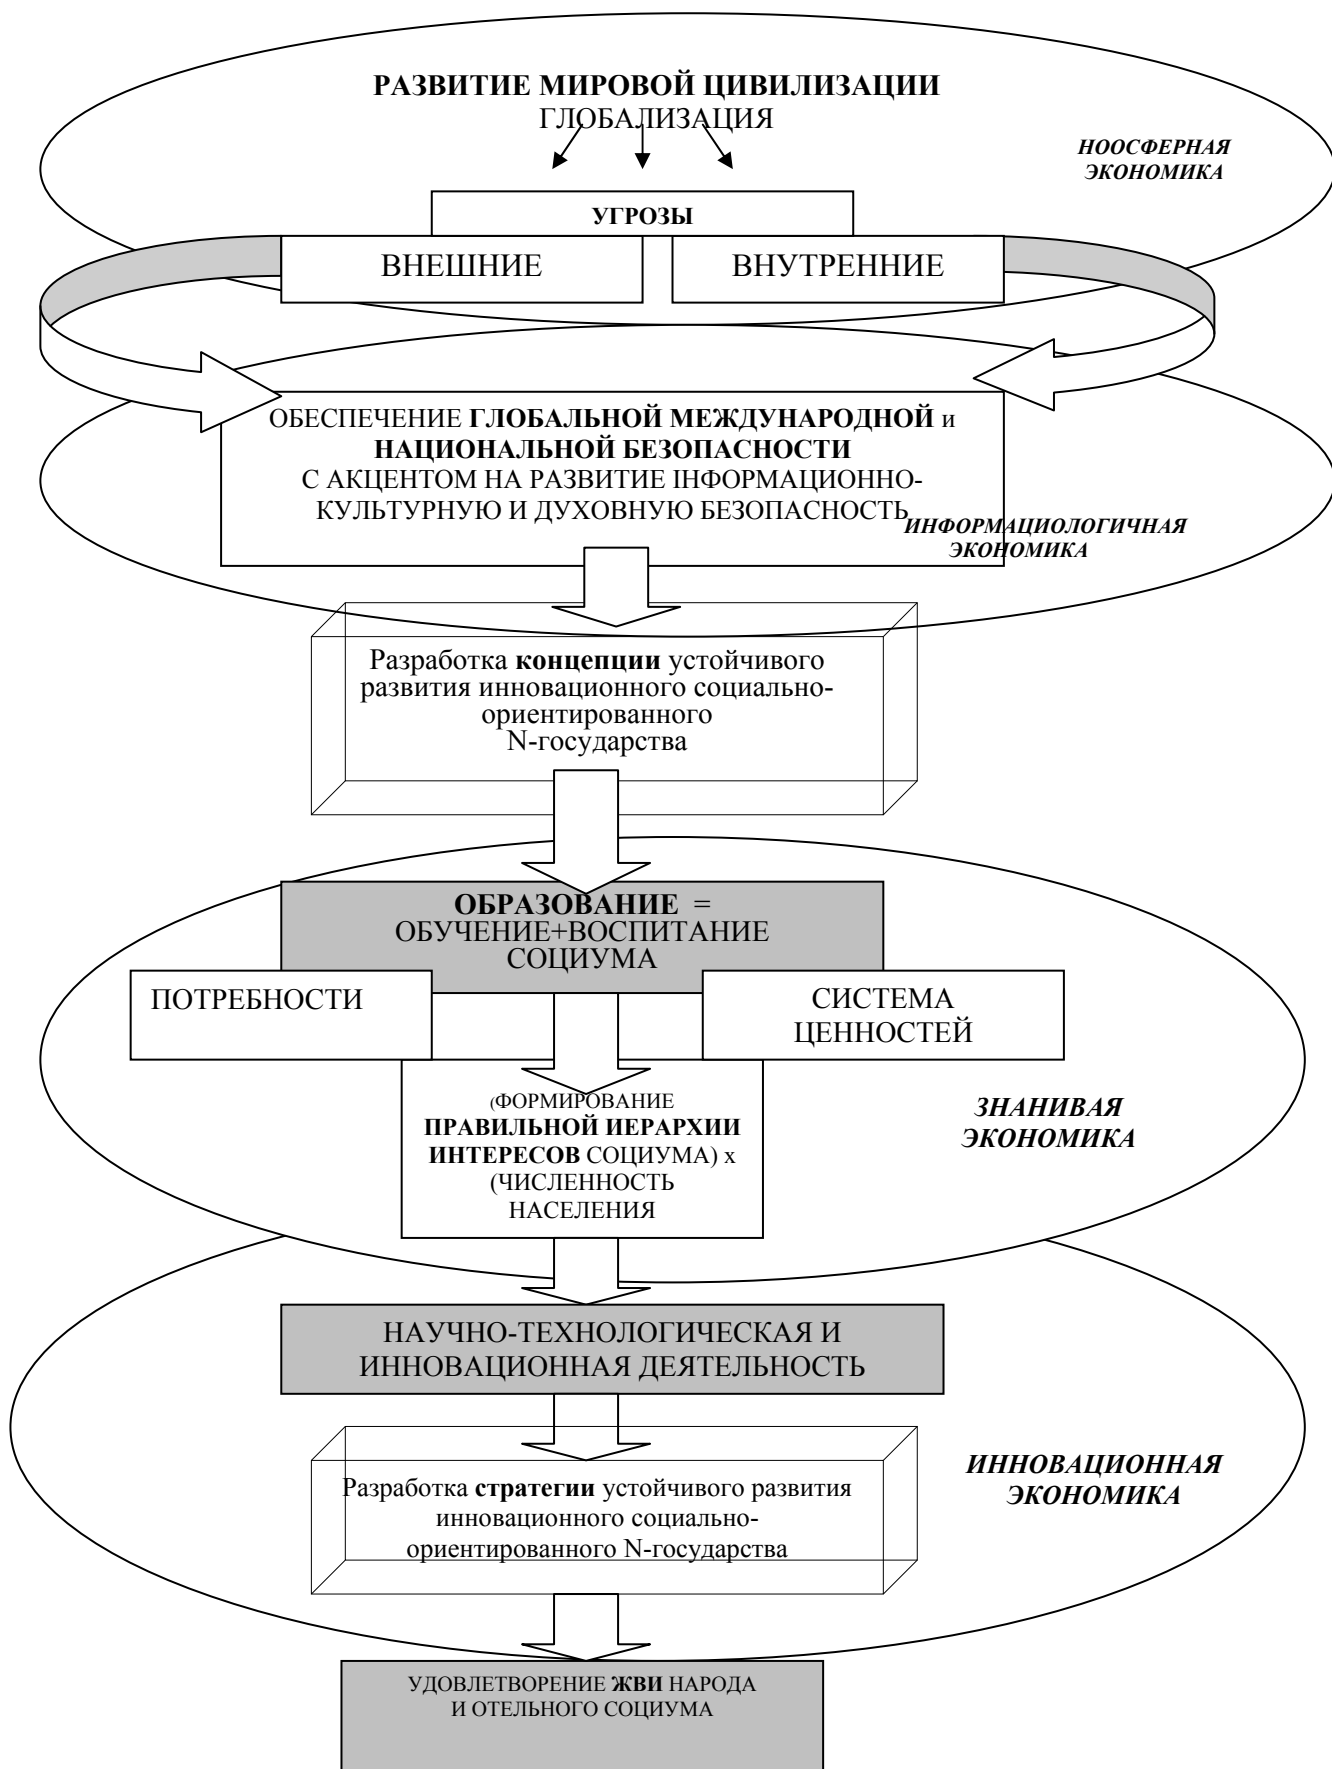 РАЗВИТИЕ МИРОВОЙ ЦИВИЛИЗАЦИИ
ГЛОБАЛИЗАЦИЯ
НООСФЕРНАЯ
ЭКОНОМИКА
УГРОЗЫ
ВНЕШНИЕ
ВНУТРЕННИЕ
ОБЕСПЕЧЕНИЕ ГЛОБАЛЬНОЙ МЕЖДУНАРОДНОЙ и
НАЦИОНАЛЬНОЙ БЕЗОПАСНОСТИ
С АКЦЕНТОМ НА РАЗВИТИЕ ІНФОРМАЦИОННО-
КУЛЬТУРНУЮ И ДУХОВНУЮ БЕЗОПАСНОСТЬ
ИНФОРМАЦИОЛОГИЧНАЯ
ЭКОНОМИКА
Разработка концепции устойчивого
развития инновационного социально-
ориентированного
N-государства
ОБРАЗОВАНИЕ =
ОБУЧЕНИЕ+ВОСПИТАНИЕ
СОЦИУМА
ПОТРЕБНОСТИ
СИСТЕМА
ЦЕННОСТЕЙ
(ФОРМИРОВАНИЕ
ПРАВИЛЬНОЙ ИЕРАРХИИ
ИНТЕРЕСОВ СОЦИУМА) х
(ЧИСЛЕННОСТЬ
НАСЕЛЕНИЯ
ЗНАНИВАЯ
ЭКОНОМИКА
НАУЧНО-ТЕХНОЛОГИЧЕСКАЯ И
ИННОВАЦИОННАЯ ДЕЯТЕЛЬНОСТЬ
Разработка стратегии устойчивого развития
инновационного социально-
ориентированного N-государства
ИННОВАЦИОННАЯ
ЭКОНОМИКА
УДОВЛЕТВОРЕНИЕ ЖВИ НАРОДА
И ОТЕЛЬНОГО СОЦИУМА